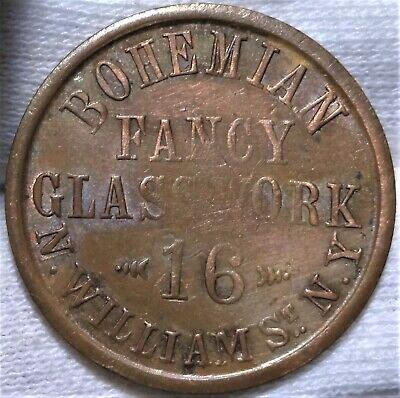 BOHEMIAN
FANCY
GLASSWORK
16
N. WILLIAM ST. N.Y.